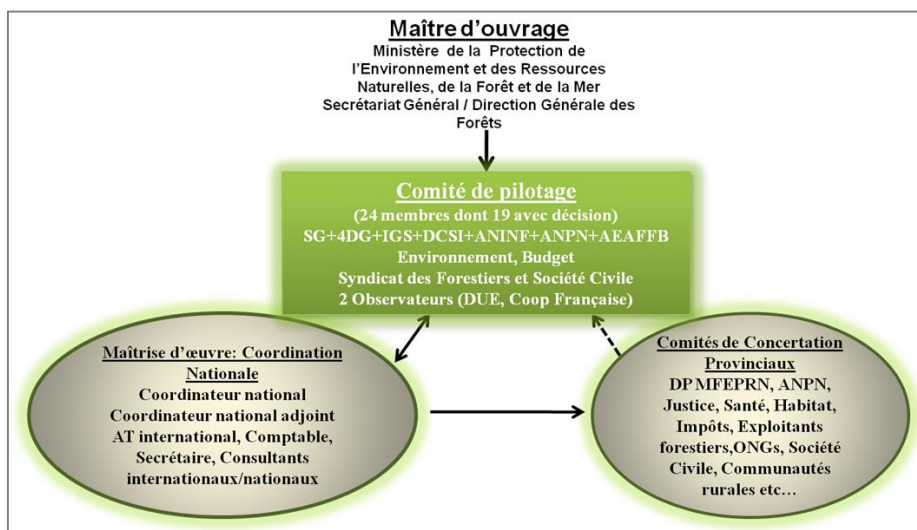 Maître d'ouvrage
Ministère de la Protection de
l'Environnement et des Ressources
Naturelles, de la Forêt et de la Mer
Secrétariat Général / Direction Générale des
Forêts
Comité de pilotage
(24 membres dont 19 avec décision)
SG+4DG+IGS+DCSI+ANINF+ANPN+AEAFFB
Environnement, Budget
Syndicat des Forestiers et Société Civile
2 Observateurs (DUE, Coop Française)
Maîtrise d'œuvre: Coordination
Nationale
Coordinateur national
Coordinateur national adjoint
AT international, Comptable,
Secrétaire, Consultants
internationaux/nationaux
Comités de Concertation
Provinciaux
DP MFEPRN, ANPN,
Justice, Santé, Habitat,
Impôts, Exploitants
forestiers,ONGs, Société
Civile, Communautés
rurales etc…